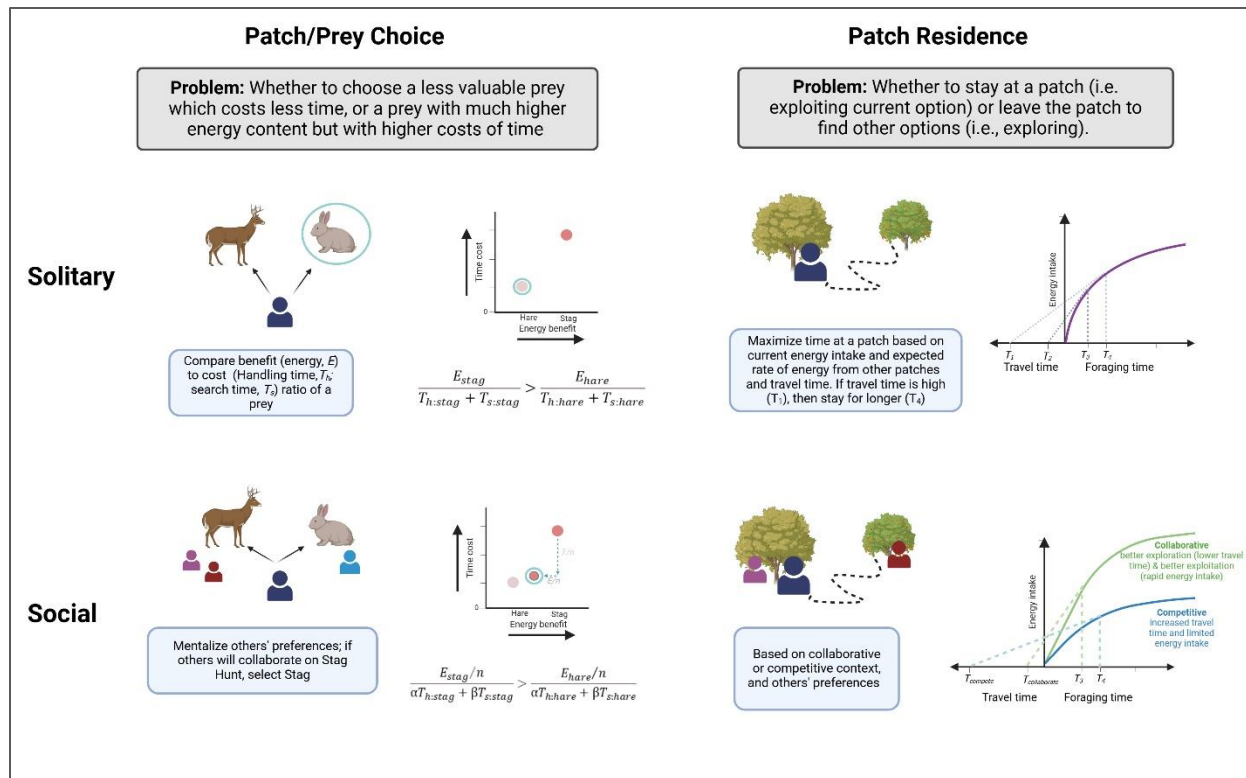 Patch/Prey Choice
Patch Residence
Problem: Whether to choose a less valuable prey
which costs less time, or a prey with much higher
energy content but with higher costs of time
Problem: Whether to stay at a patch (i.e.
exploiting current option) or leave the patch to
find other options (i.e., exploring).
Solitary
Compare benefit (energy, E)
to cost (Handling time, Th;
search time, Ts) ratio of a
prey
Time cost
0
Hare
Stag
Energy benefit
E_stag / (T_h:stag + T_s:stag) > E_hare / (T_h:hare + T_s:hare)
Maximize time at a patch based on
current energy intake and expected
rate of energy from other patches
and travel time. If travel time is high
(T₁), then stay for longer (T₄)
Energy intake
T₁ T₂ T₃ T₄
Travel time
Foraging time
Social
Mentalize others' preferences; if
others will collaborate on Stag
Hunt, select Stag
Time cost
T/n
E/n
0
Hare
Stag
Energy benefit
(E_stag/n) / (αT_h:stag + βT_s:stag) > (E_hare/n) / (αT_h:hare + βT_s:hare)
Based on collaborative
or competitive context,
and others' preferences
Energy intake
Collaborative
better exploration (lower travel
time) & better exploitation
(rapid energy intake)
Competitive
increased travel
time and limited
energy intake
T_compete T_collaborate T₃ T₄
Travel time
Foraging time